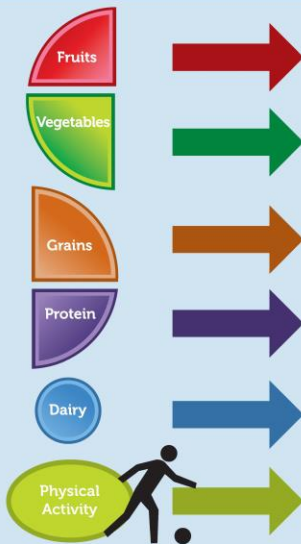 Fruits
Vegetables
Grains
Protein
Dairy
Physical
Activity